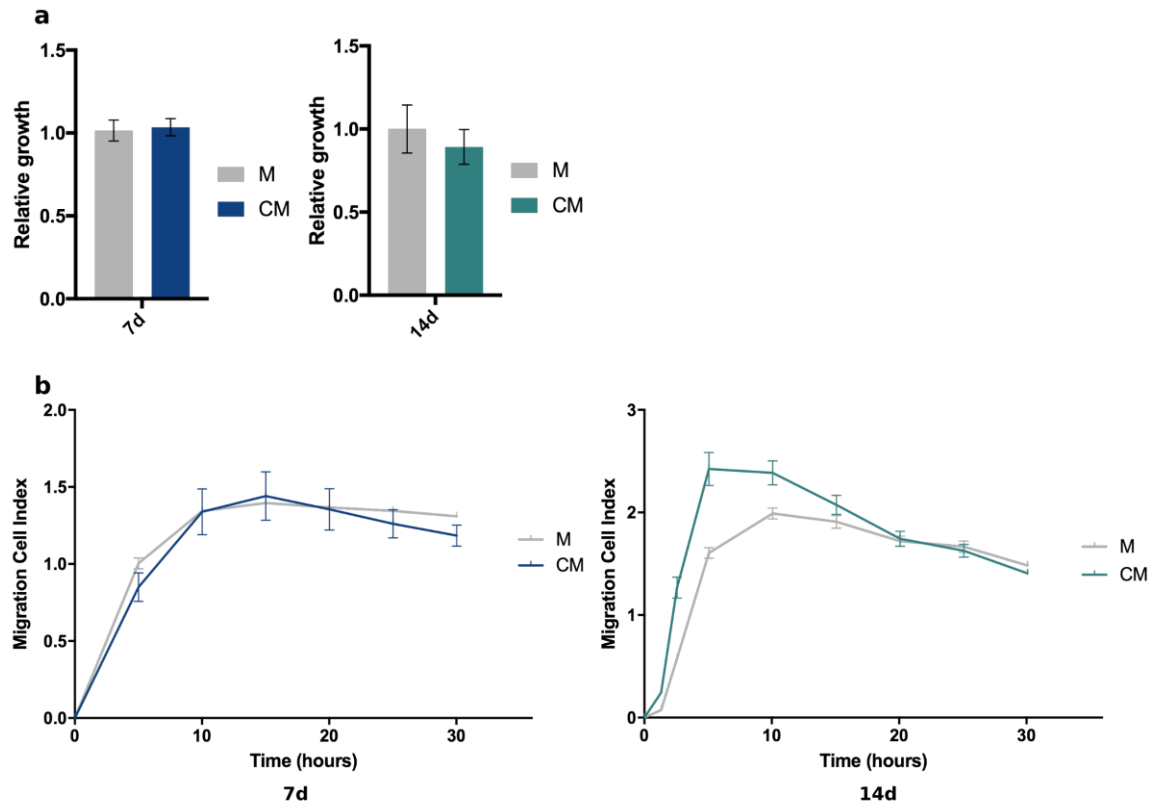 a
1.5
1.0
0.5
0.0
Relative growth
7d
M
CM
1.5
1.0
0.5
0.0
Relative growth
14d
M
CM
b
2.0
1.5
1.0
0.5
0.0
Migration Cell Index
0 10 20 30
Time (hours)
7d
M
CM
3
2
1
0
Migration Cell Index
0 10 20 30
Time (hours)
14d
M
CM